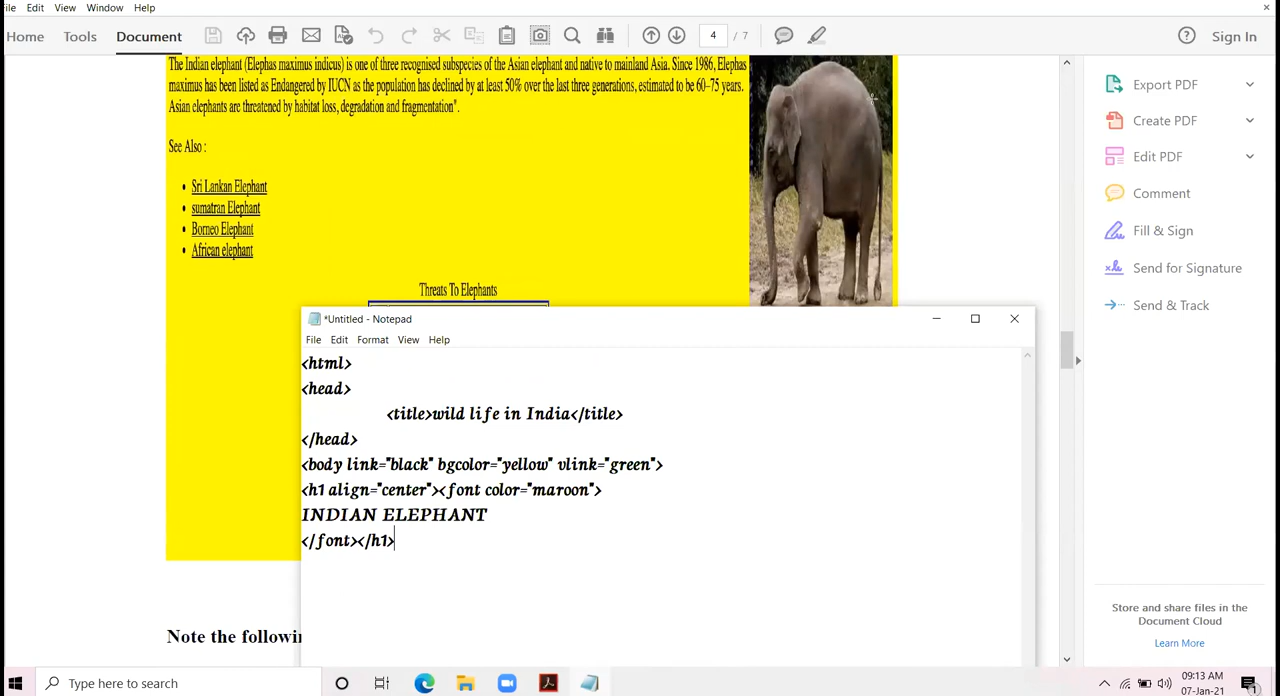 ile Edit View Window Help
Home Tools Document 4 / 7 Sign In
The Indian elephant (Elephas maximus indicus) is one of three recognised subspecies of the Asian elephant and native to mainland Asia. Since 1986, Elephas
maximus has been listed as Endangered by IUCN as the population has declined by at least 50% over the last three generations, estimated to be 60–75 years.
Asian elephants are threatened by habitat loss, degradation and fragmentation".
See Also :
• Sri Lankan Elephant
• sumatran Elephant
• Borneo Elephant
• African elephant
Threats To Elephants
Note the followin
*Untitled - Notepad
File Edit Format View Help
<html>
<head>
<title>wild life in India</title>
</head>
<body link="black" bgcolor="yellow" vlink="green">
<h1 align="center"><font color="maroon">
INDIAN ELEPHANT
</font></h1>
Export PDF
Create PDF
Edit PDF
Comment
Fill & Sign
Send for Signature
Send & Track
Store and share files in the
Document Cloud
Learn More
Type here to search
09:13 AM
07-Jan-21
1